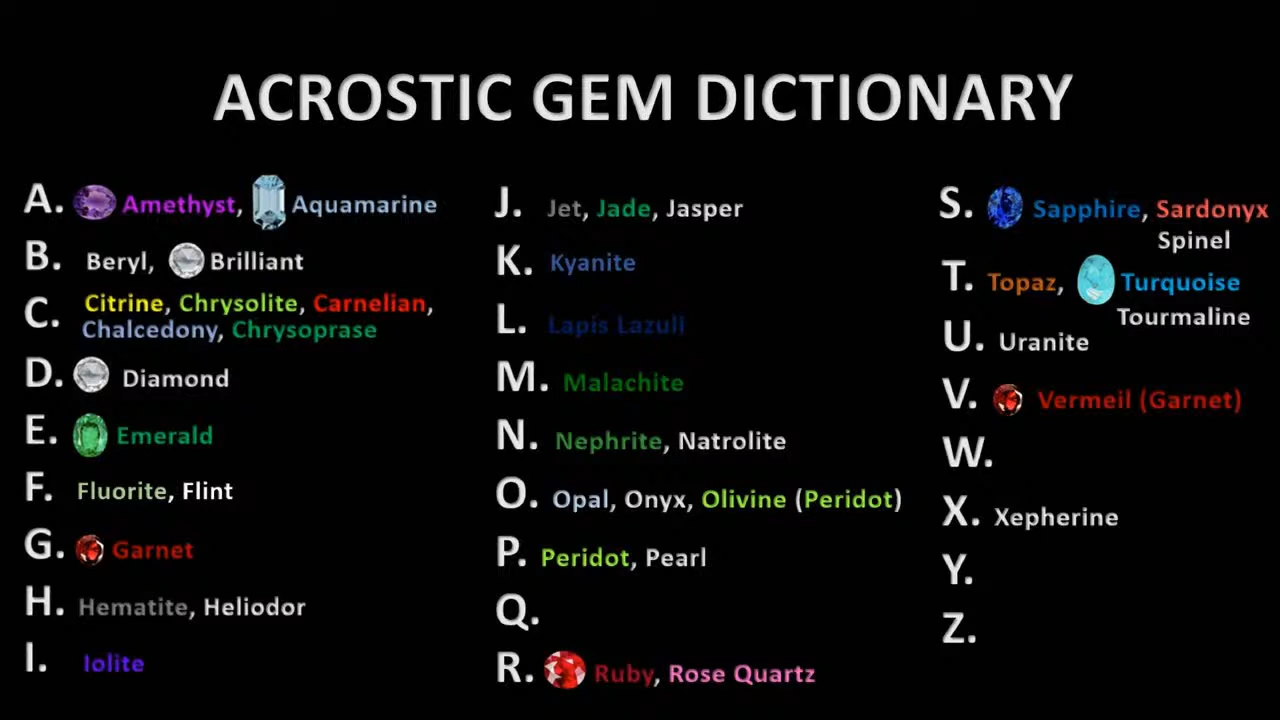 ACROSTIC GEM DICTIONARY
A. Amethyst, Aquamarine
B. Beryl, Brilliant
C. Citrine, Chrysolite, Carnelian,
Chalcedony, Chrysoprase
D. Diamond
E. Emerald
F. Fluorite, Flint
G. Garnet
H. Hematite, Heliodor
I. Iolite
J. Jet, Jade, Jasper
K. Kyanite
L. Lapis Lazuli
M. Malachite
N. Nephrite, Natrolite
O. Opal, Onyx, Olivine (Peridot)
P. Peridot, Pearl
Q.
R. Ruby, Rose Quartz
S. Sapphire, Sardonyx
Spinel
T. Topaz, Turquoise
Tourmaline
U. Uranite
V. Vermeil (Garnet)
W.
X. Xepherine
Y.
Z.